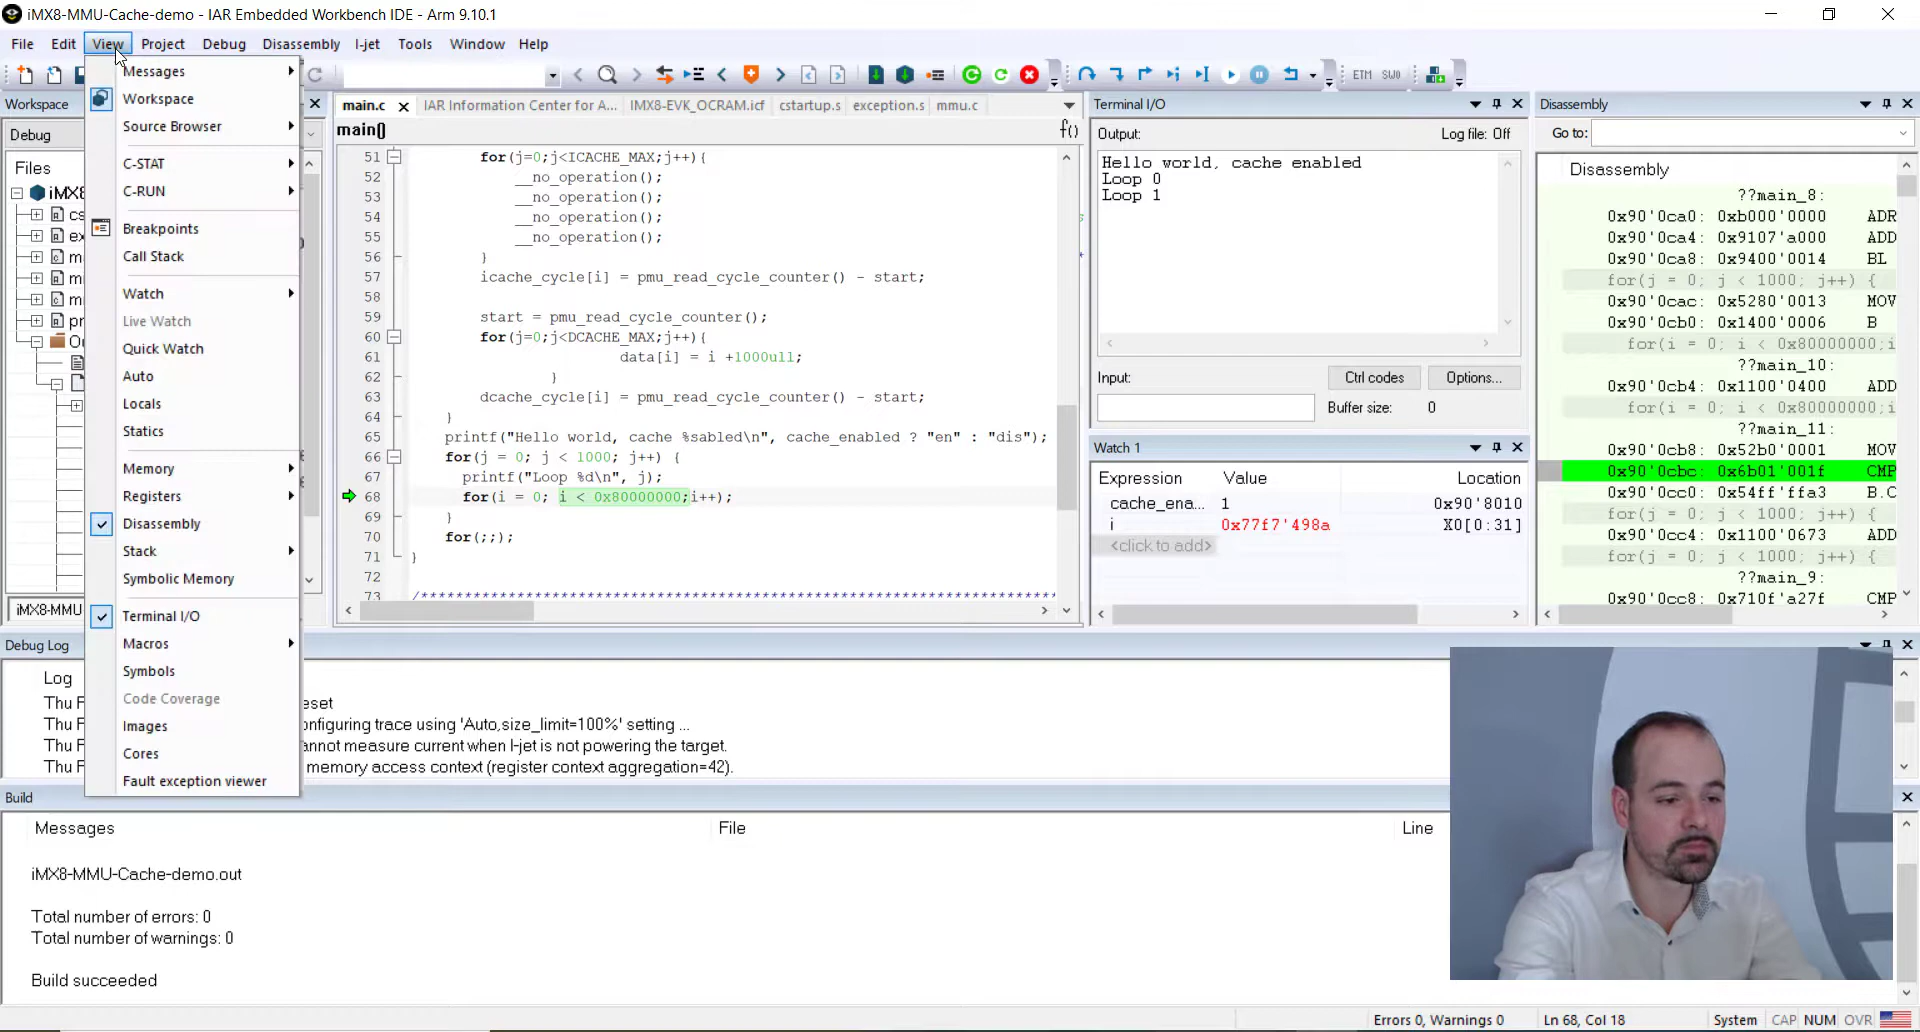 iMX8-MMU-Cache-demo - IAR Embedded Workbench IDE - Arm 9.10.1
File Edit View Project Debug Disassembly I-jet Tools Window Help
ETM SWO
Messages
Workspace
Source Browser
C-STAT
C-RUN
Breakpoints
Call Stack
Watch
Live Watch
Quick Watch
Auto
Locals
Statics
Memory
Registers
Disassembly
Stack
Symbolic Memory
Terminal I/O
Macros
Symbols
Code Coverage
Images
Cores
Fault exception viewer
Workspace
Debug
Files
iMX8
iMX8-MMU
main.c IAR Information Center for A... IMX8-EVK_OCRAM.icf cstartup.s exception.s mmu.c
main() f()
51 for(j=0;j<ICACHE_MAX;j++){
52 __no_operation();
53 __no_operation();
54 __no_operation();
55 __no_operation();
56 }
57 icache_cycle[i] = pmu_read_cycle_counter() - start;
58
59 start = pmu_read_cycle_counter();
60 for(j=0;j<DCACHE_MAX;j++){
61 data[i] = i +1000ull;
62 }
63 dcache_cycle[i] = pmu_read_cycle_counter() - start;
64 }
65 printf("Hello world, cache %sabled\n", cache_enabled ? "en" : "dis");
66 for(j = 0; j < 1000; j++) {
67 printf("Loop %d\n", j);
68 for(i = 0; i < 0x80000000;i++);
69 }
70 for(;;);
71 }
72
73
Terminal I/O
Output: Log file: Off
Hello world, cache enabled
Loop 0
Loop 1
Input: Ctrl codes Options...
Buffer size: 0
Watch 1
Expression Value Location
cache_ena... 1 0x90'8010
i 0x77f7'498a X0[0:31]
<click to add>
Disassembly
Go to:
Disassembly
??main_8:
0x90'0ca0: 0xb000'0000 ADR
0x90'0ca4: 0x9107'a000 ADD
0x90'0ca8: 0x9400'0014 BL
for(j = 0; j < 1000; j++) {
0x90'0cac: 0x5280'0013 MOV
0x90'0cb0: 0x1400'0006 B
for(i = 0; i < 0x80000000;i
??main_10:
0x90'0cb4: 0x1100'0400 ADD
for(i = 0; i < 0x80000000;i
??main_11:
0x90'0cb8: 0x52b0'0001 MOV
0x90'0cbc: 0x6b01'001f CMP
0x90'0cc0: 0x54ff'ffa3 B.C
for(j = 0; j < 1000; j++) {
0x90'0cc4: 0x1100'0673 ADD
for(j = 0; j < 1000; j++) {
??main_9:
0x90'0cc8: 0x710f'a27f CMP
Debug Log
Log
Thu F eset
Thu F onfiguring trace using 'Auto,size_limit=100%' setting ...
Thu F annot measure current when I-jet is not powering the target.
Thu F memory access context (register context aggregation=42).
Build
Messages File Line
iMX8-MMU-Cache-demo.out
Total number of errors: 0
Total number of warnings: 0
Build succeeded
Errors 0, Warnings 0 Ln 68, Col 18 System CAP NUM OVR